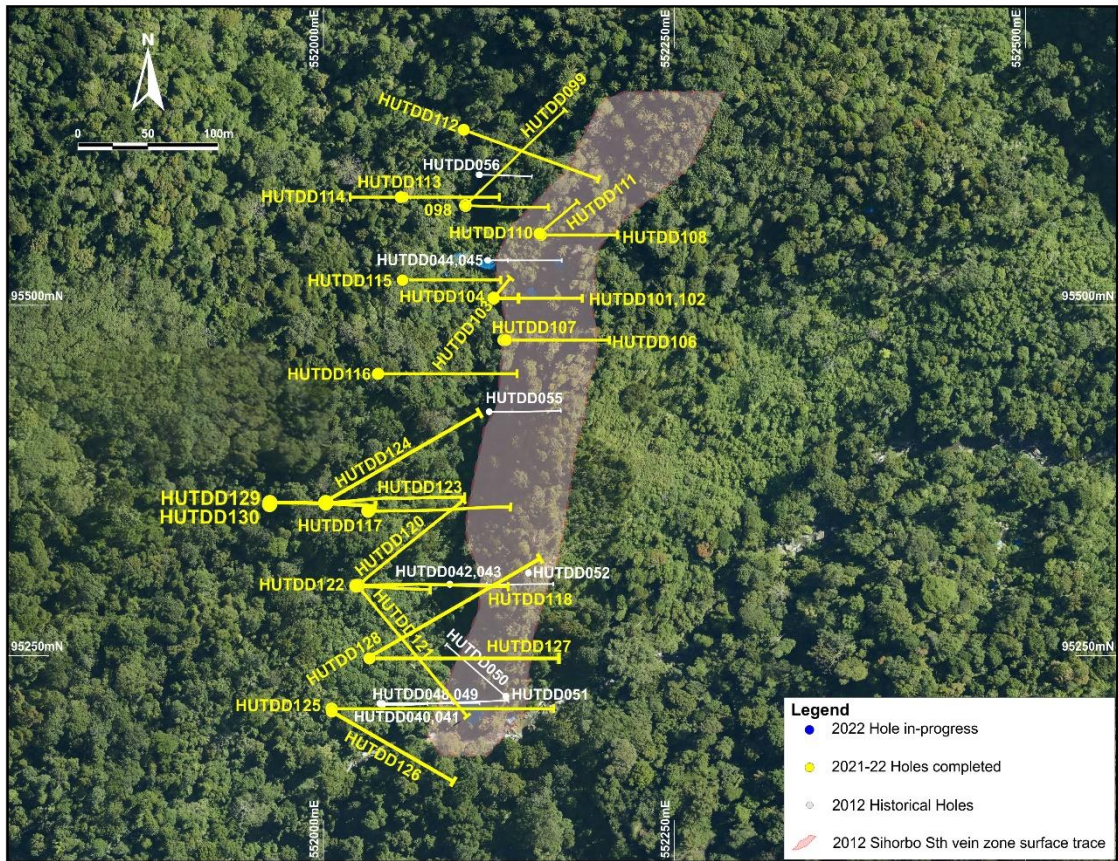 552000mE
552250mE
552500mE
N
0 50 100m
HUTDD099
HUTDD112
HUTDD056
HUTDD113
HUTDD114
098
HUTDD111
HUTDD110
HUTDD108
HUTDD044,045
HUTDD115
HUTDD104
HUTDD101,102
95500mN
95500mN
HUTDD103
HUTDD107
HUTDD106
HUTDD116
HUTDD055
HUTDD124
HUTDD123
HUTDD129
HUTDD130
HUTDD117
HUTDD120
HUTDD042,043
HUTDD052
HUTDD122
HUTDD118
HUTDD121
HUTDD127
HUTDD128
HUTDD050
95250mN
95250mN
HUTDD048,049
HUTDD051
HUTDD125
HUTDD040,041
HUTDD126
552000mE
552250mE
Legend
2022 Hole in-progress
2021-22 Holes completed
2012 Historical Holes
2012 Sihorbo Sth vein zone surface trace